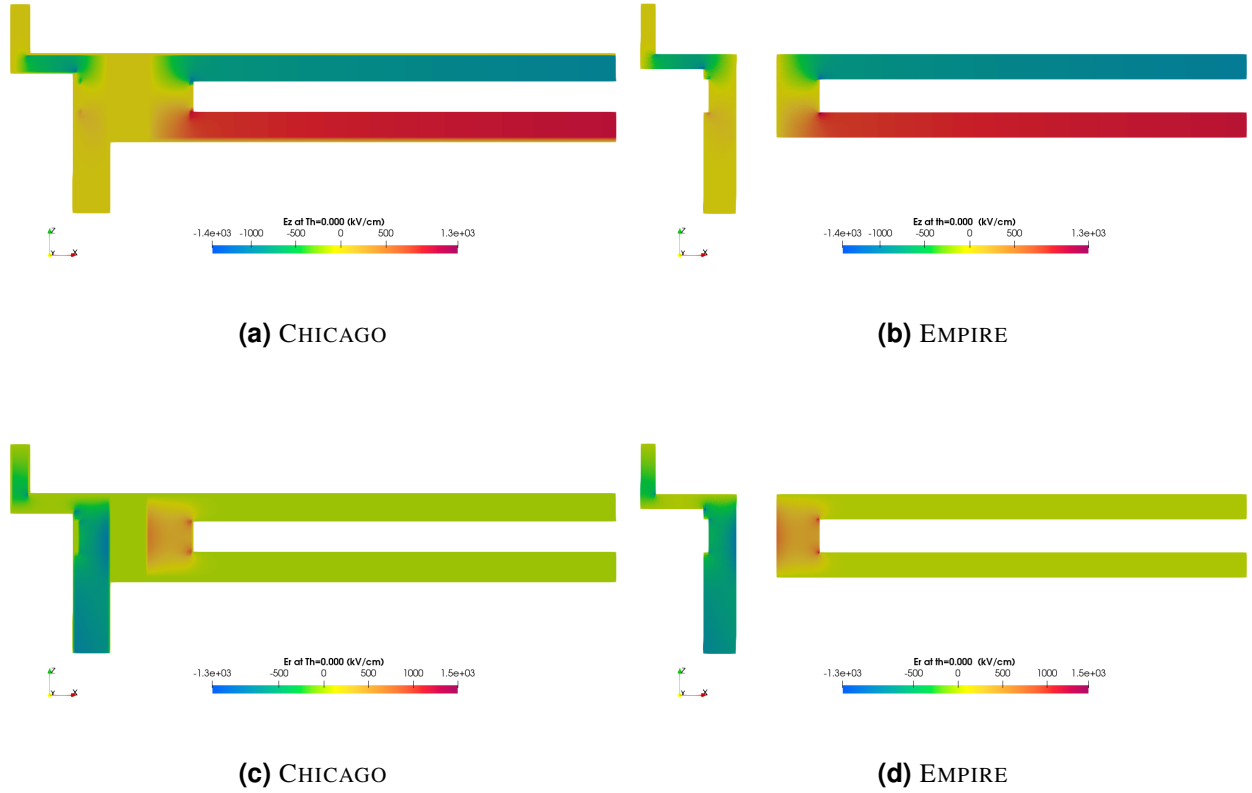 Ez at Th=0.000 (kV/cm)
-1.4e+03 -1000 -500 0 500 1.3e+03
Z
Y X
(a) CHICAGO
Ez at th=0.000 (kV/cm)
-1.4e+03 -1000 -500 0 500 1.3e+03
Z
Y X
(b) EMPIRE
Er at Th=0.000 (kV/cm)
-1.3e+03 -500 0 500 1000 1.5e+03
Z
Y X
(c) CHICAGO
Er at th=0.000 (kV/cm)
-1.3e+03 -500 0 500 1000 1.5e+03
Z
Y X
(d) EMPIRE